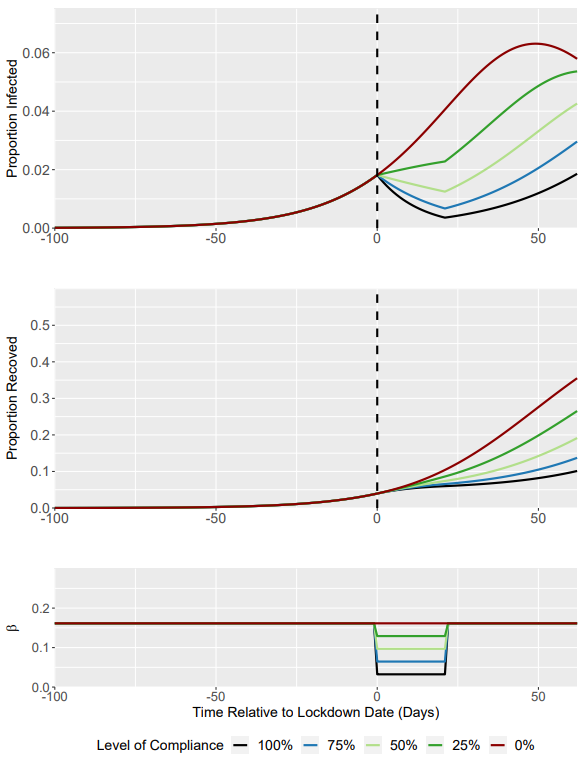 Proportion Infected
0.06
0.04
0.02
0.00
-100 -50 0 50
Proportion Recoved
0.5
0.4
0.3
0.2
0.1
0.0
-100 -50 0 50
β
0.2
0.1
0.0
-100 -50 0 50
Time Relative to Lockdown Date (Days)
Level of Compliance 100% 75% 50% 25% 0%